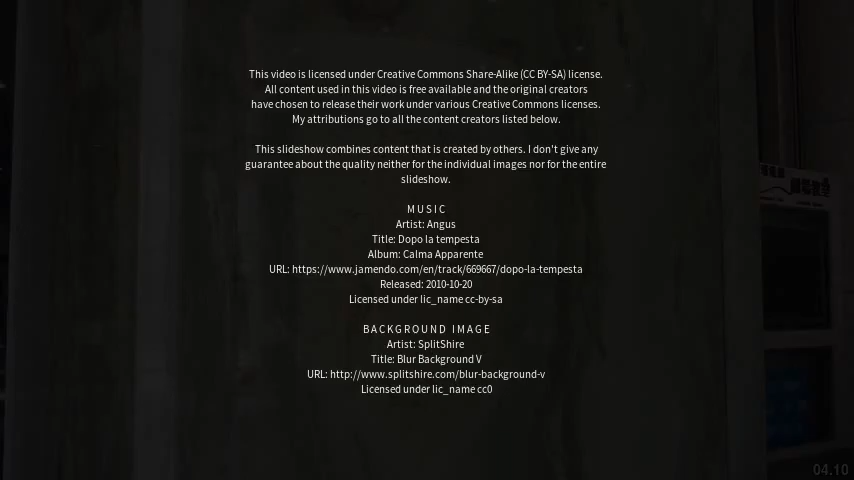 This video is licensed under Creative Commons Share-Alike (CC BY-SA) license.
All content used in this video is free available and the original creators
have chosen to release their work under various Creative Commons licenses.
My attributions go to all the content creators listed below.
This slideshow combines content that is created by others. I don't give any
guarantee about the quality neither for the individual images nor for the entire
slideshow.
MUSIC
Artist: Angus
Title: Dopo la tempesta
Album: Calma Apparente
URL: https://www.jamendo.com/en/track/669667/dopo-la-tempesta
Released: 2010-10-20
Licensed under lic_name cc-by-sa
BACKGROUND IMAGE
Artist: SplitShire
Title: Blur Background V
URL: http://www.splitshire.com/blur-background-v
Licensed under lic_name cc0
04.10